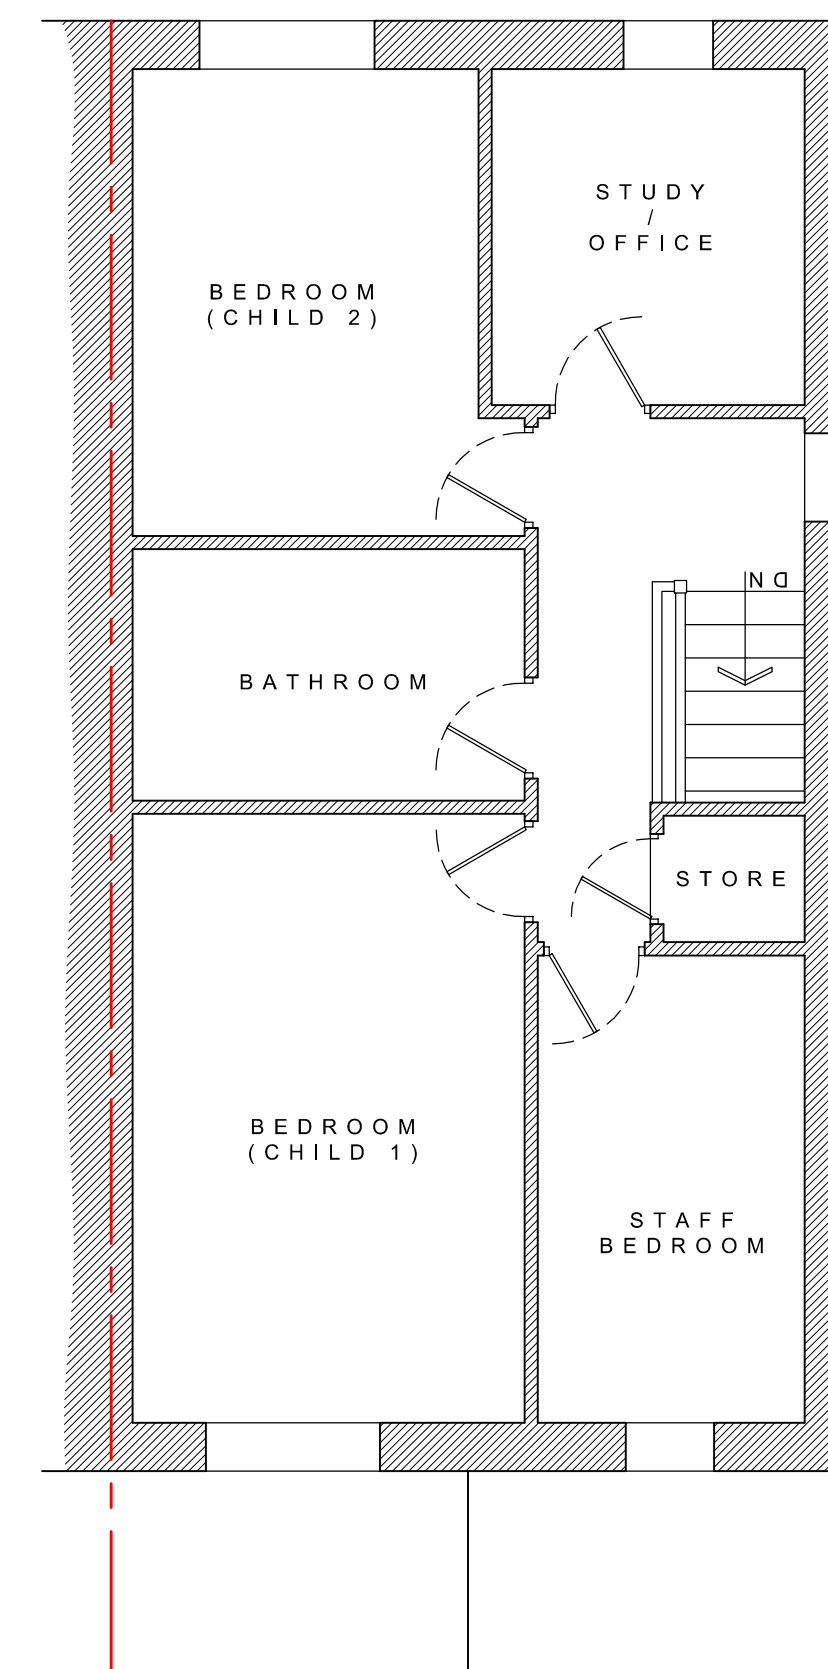 STUDY
/
OFFICE
BEDROOM
(CHILD 2)
DN
BATHROOM
STORE
BEDROOM
(CHILD 1)
STAFF
BEDROOM